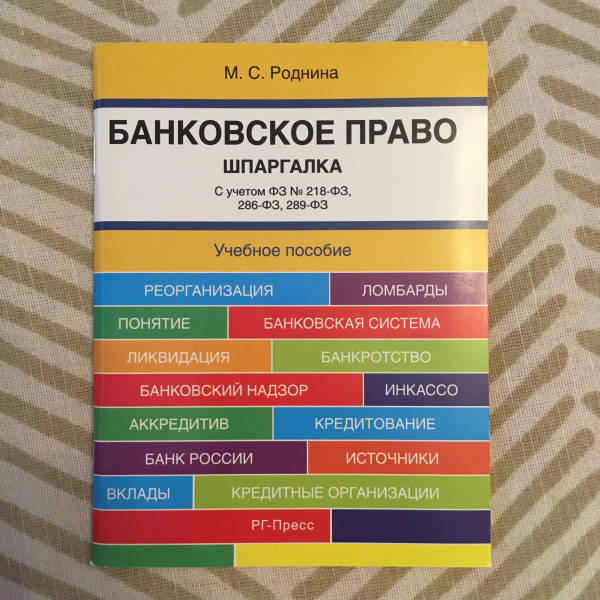 М. С. Роднина
БАНКОВСКОЕ ПРАВО
ШПАРГАЛКА
С учетом ФЗ № 218-ФЗ,
286-ФЗ, 289-ФЗ
Учебное пособие
РЕОРГАНИЗАЦИЯ ЛОМБАРДЫ
ПОНЯТИЕ БАНКОВСКАЯ СИСТЕМА
ЛИКВИДАЦИЯ БАНКРОТСТВО
БАНКОВСКИЙ НАДЗОР ИНКАССО
АККРЕДИТИВ КРЕДИТОВАНИЕ
БАНК РОССИИ ИСТОЧНИКИ
ВКЛАДЫ КРЕДИТНЫЕ ОРГАНИЗАЦИИ
РГ-Пресс